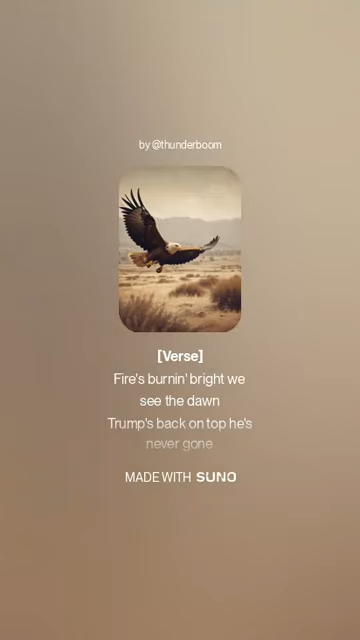 by @thunderboom
[Verse]
Fire's burnin' bright we
see the dawn
Trump's back on top he's
never gone
MADE WITH SUNO